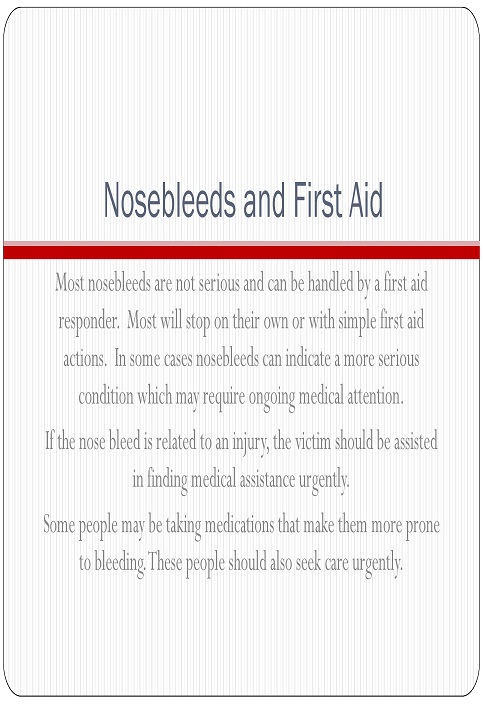 Nosebleeds and First Aid
Most nosebleeds are not serious and can be handled by a first aid
responder.  Most will stop on their own or with simple first aid
actions.  In some cases nosebleeds can indicate a more serious
condition which may require ongoing medical attention.
If the nose bleed is related to an injury, the victim should be assisted
in finding medical assistance urgently.
Some people may be taking medications that make them more prone
to bleeding. These people should also seek care urgently.